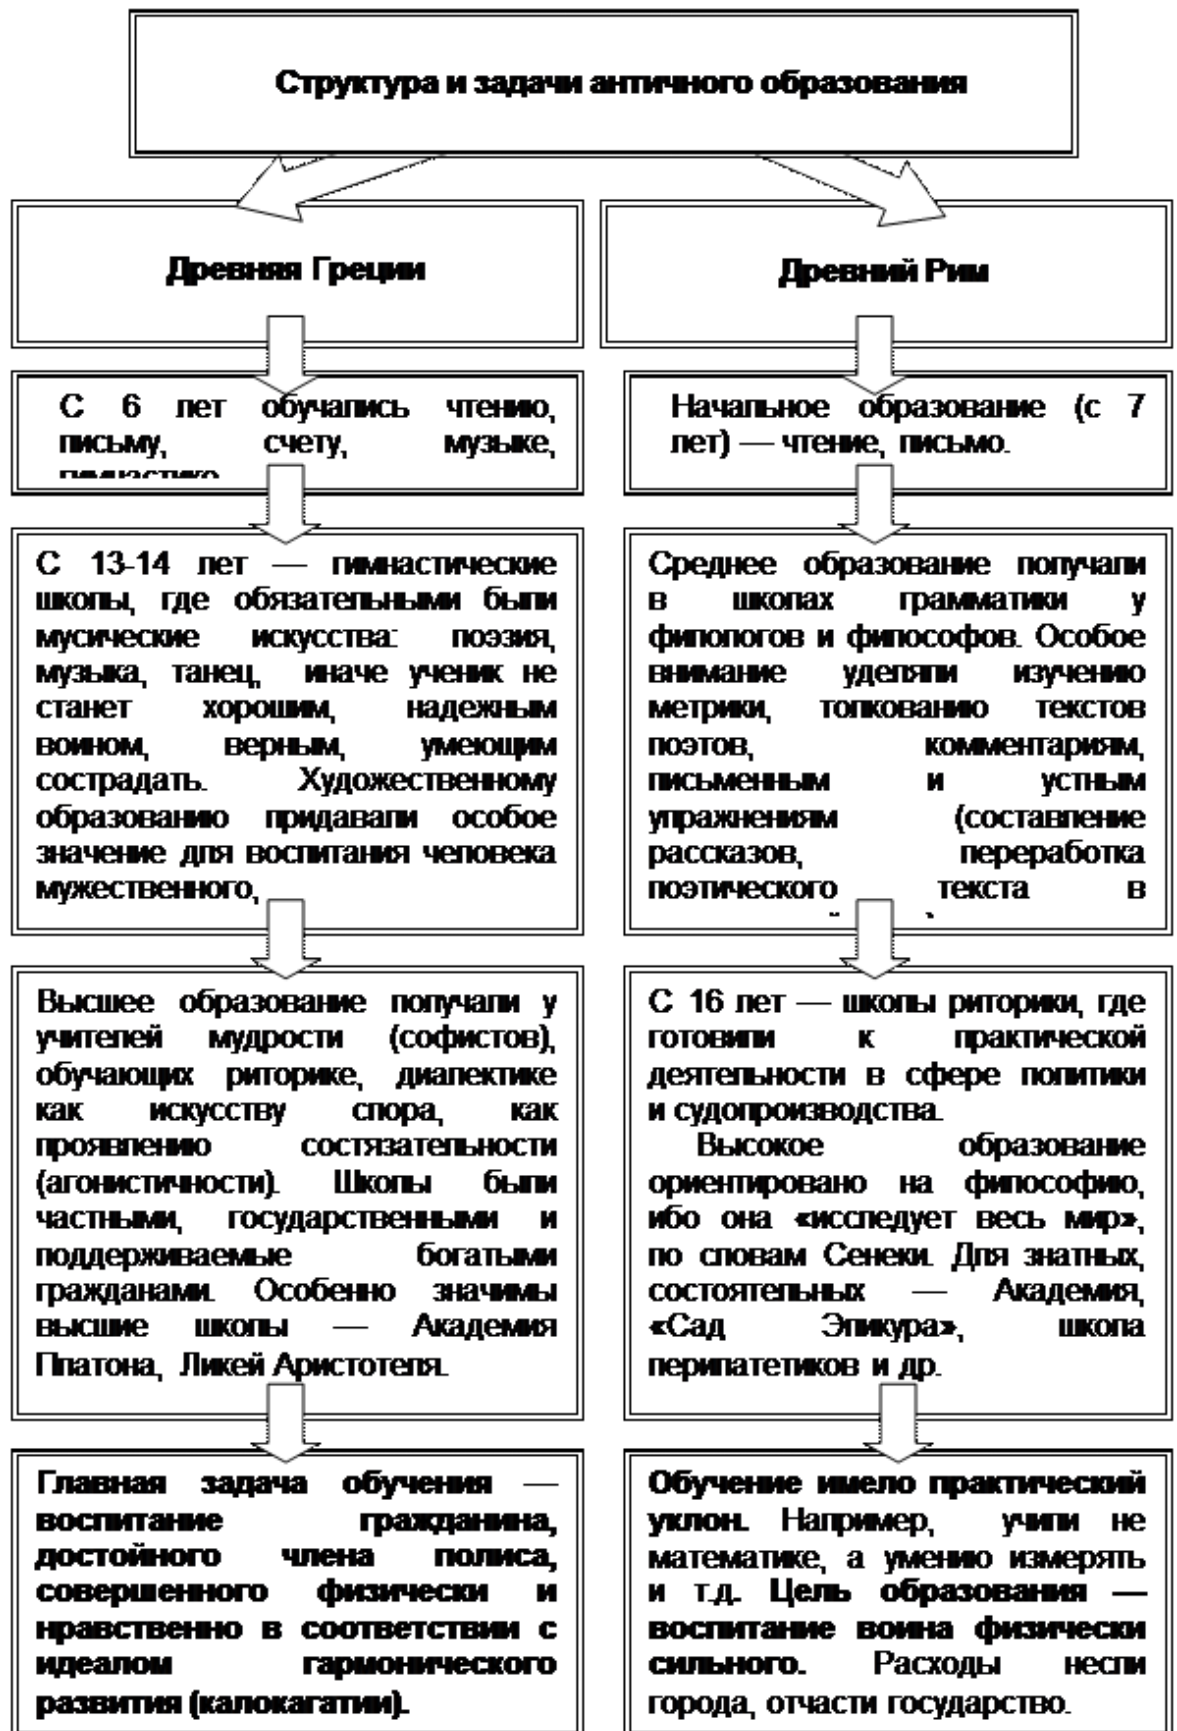 Структура и задачи античного образования
Древняя Греции
С 6 лет обучались чтению,
письму, счету, музыке,
Древний Рим
Начальное образование (с 7
лет) — чтение, письмо.
С 13-14 лет — гимнастические
школы, где обязательными были
мусические искусства: поэзия,
музыка, танец, иначе ученик не
станет хорошим, надежным
воином, верным, умеющим
сострадать. Художественному
образованию придавали особое
значение для воспитания человека
мужественного,
Среднее образование получали
в школах грамматики у
филологов и философов. Особое
внимание уделяли изучению
метрики, толкованию текстов
поэтов, комментариям,
письменным и устным
упражнениям (составление
рассказов, переработка
поэтического текста в
Высшее образование получали у
учителей мудрости (софистов),
обучающих риторике, диалектике
как искусству спора, как
проявлению состязательности
(агонистичности). Школы были
частными, государственными и
поддерживаемые богатыми
гражданами. Особенно значимы
высшие школы — Академия
Платона, Ликей Аристотеля.
С 16 лет — школы риторики, где
готовили к практической
деятельности в сфере политики
и судопроизводства.
Высокое образование
ориентировано на философию,
ибо она «исследует весь мир»,
по словам Сенеки. Для знатных,
состоятельных — Академия,
«Сад Эпикура», школа
перипатетиков и др.
Главная задача обучения —
воспитание гражданина,
достойного члена полиса,
совершенного физически и
нравственно в соответствии с
идеалом гармонического
развития (калокагатии).
Обучение имело практический
уклон. Например, учили не
математике, а умению измерять
и т.д. Цель образования —
воспитание воина физически
сильного. Расходы несли
города, отчасти государство.